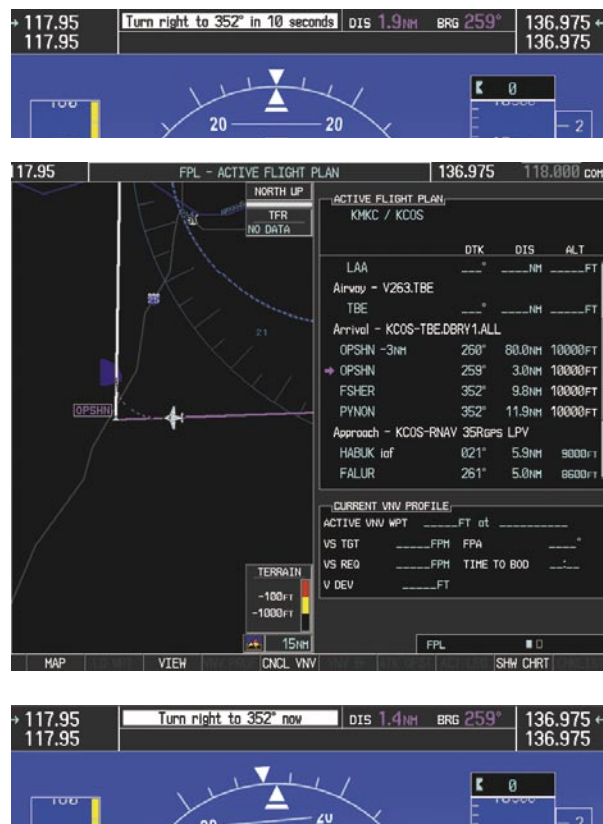 117.95 Turn right to 352° in 10 seconds DIS 1.9NM BRG 259° 136.975
117.95 136.975
0
20 20
2
17.95 FPL – ACTIVE FLIGHT PLAN 136.975 118.000 COM
NORTH UP
TFR
NO DATA
21
OPSHN
TERRAIN
-100FT
-1000FT
15NM
ACTIVE FLIGHT PLAN
KMKC / KCOS
DTK DIS ALT
LAA ___° ____NM _____FT
Airway – V263.TBE
TBE ___° ____NM _____FT
Arrival – KCOS-TBE.DBRY1.ALL
OPSHN -3NM 260° 80.0NM 10000FT
OPSHN 259° 3.0NM 10000FT
FSHER 352° 9.8NM 10000FT
PYNON 352° 11.9NM 10000FT
Approach – KCOS-RNAV 35RGPS LPV
HABUK iaf 021° 5.9NM 9000FT
FALUR 261° 5.0NM 8600FT
CURRENT VNV PROFILE
ACTIVE VNV WPT _____FT at __________
VS TGT _____FPM FPA ____°
VS REQ _____FPM TIME TO BOD __:__
V DEV _____FT
FPL
MAP VIEW CNCL VNV SHW CHRT
117.95 Turn right to 352° now DIS 1.4NM BRG 259° 136.975
117.95 136.975
0
20
2